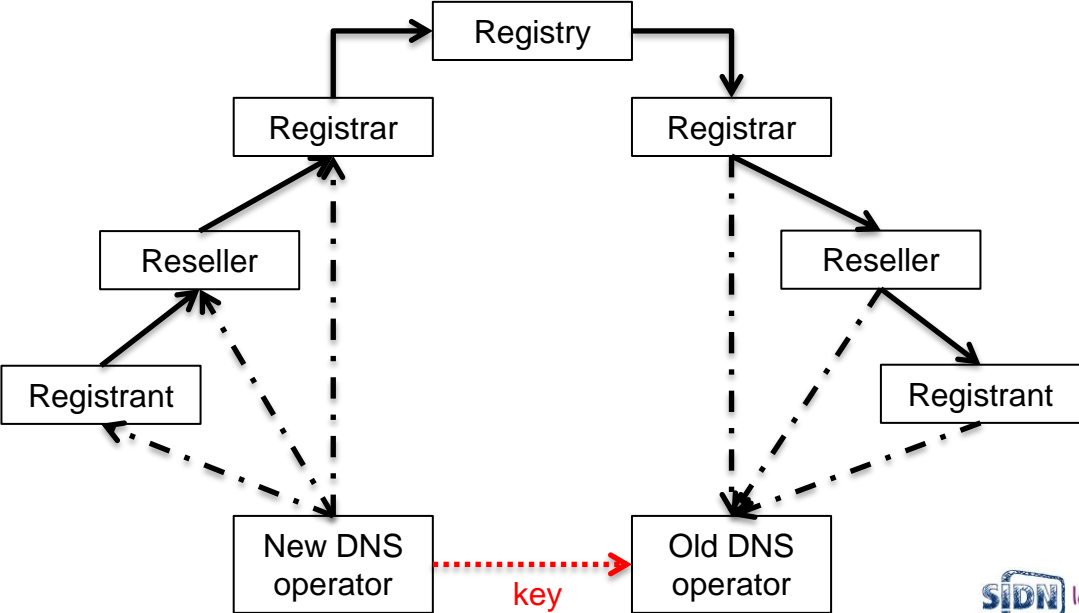 Registry
Registrar
Registrar
Reseller
Reseller
Registrant
Registrant
New DNS
operator
key
Old DNS
operator
SIDN